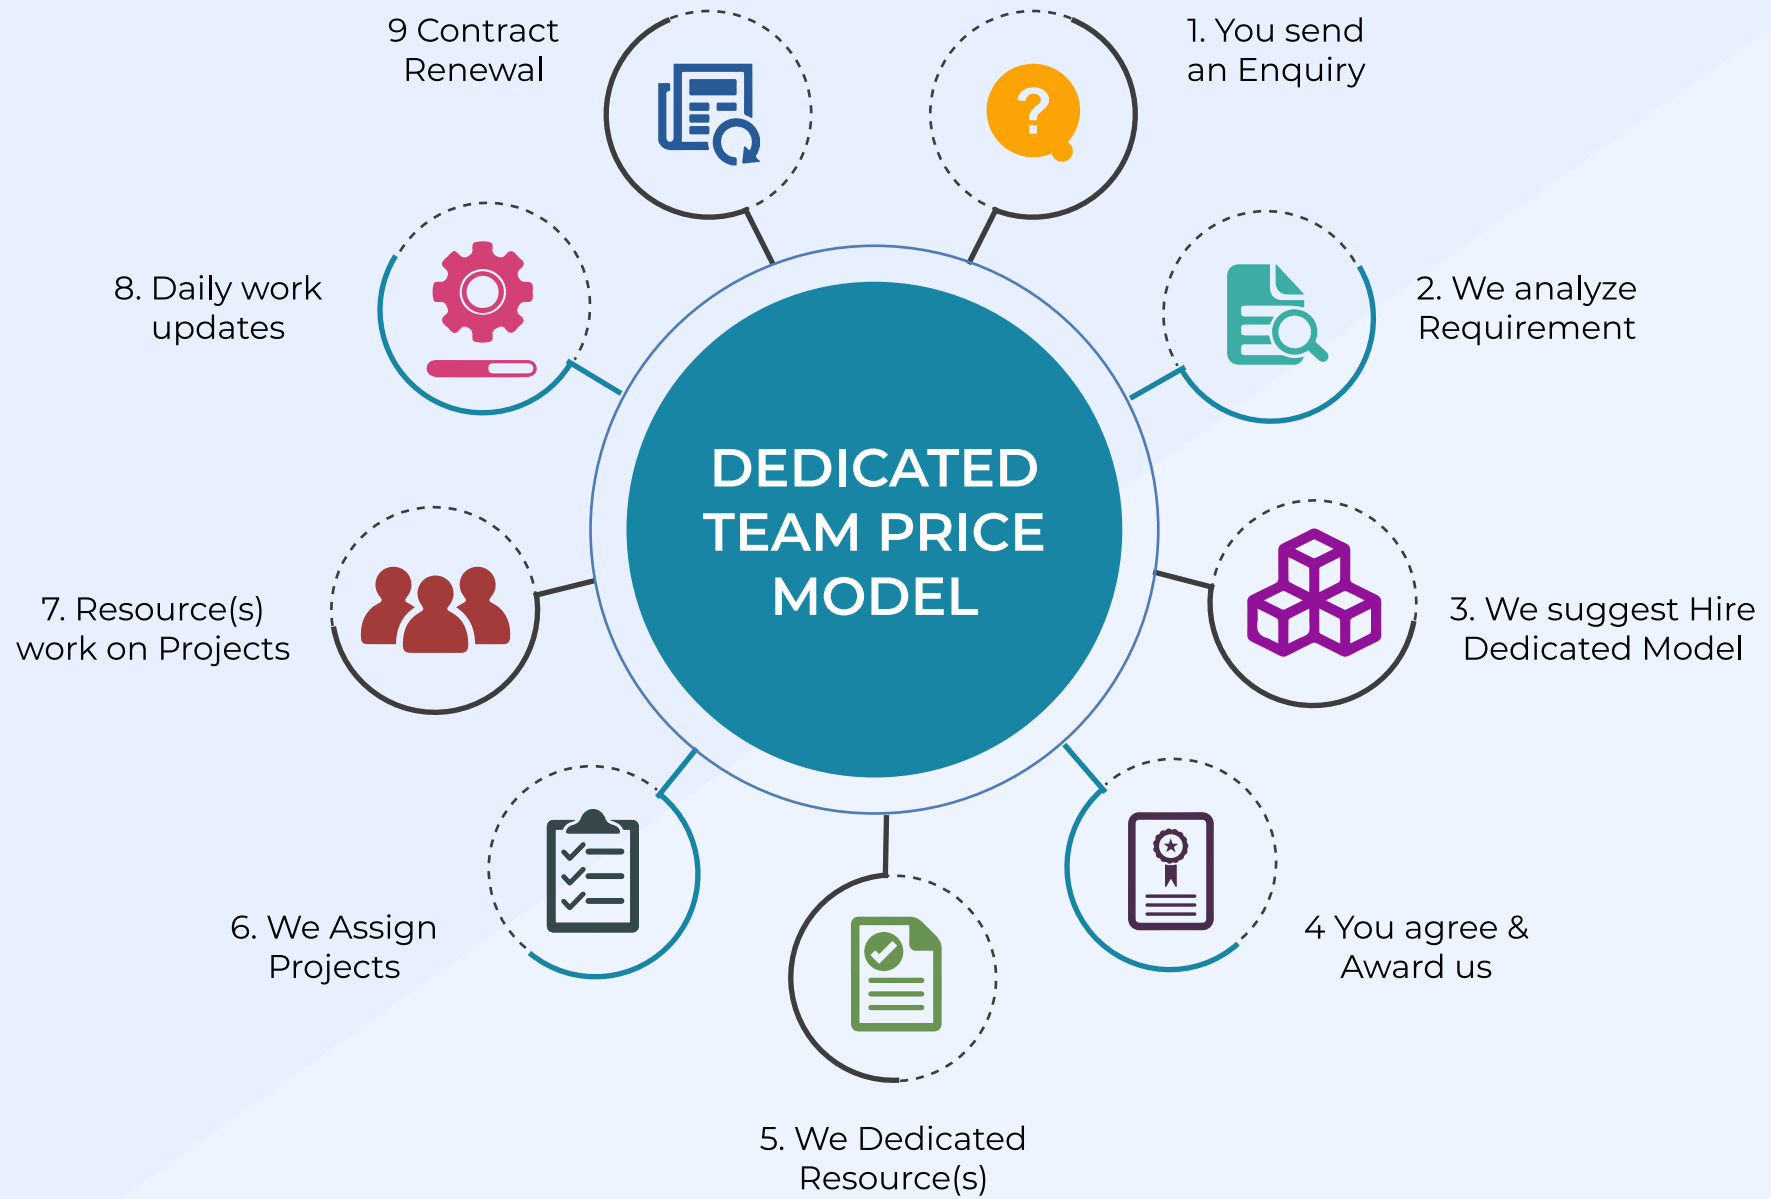 DEDICATED
TEAM PRICE
MODEL
1. You send
an Enquiry
?
2. We analyze
Requirement
3. We suggest Hire
Dedicated Model
4 You agree &
Award us
5. We Dedicated
Resource(s)
6. We Assign
Projects
7. Resource(s)
work on Projects
8. Daily work
updates
9 Contract
Renewal